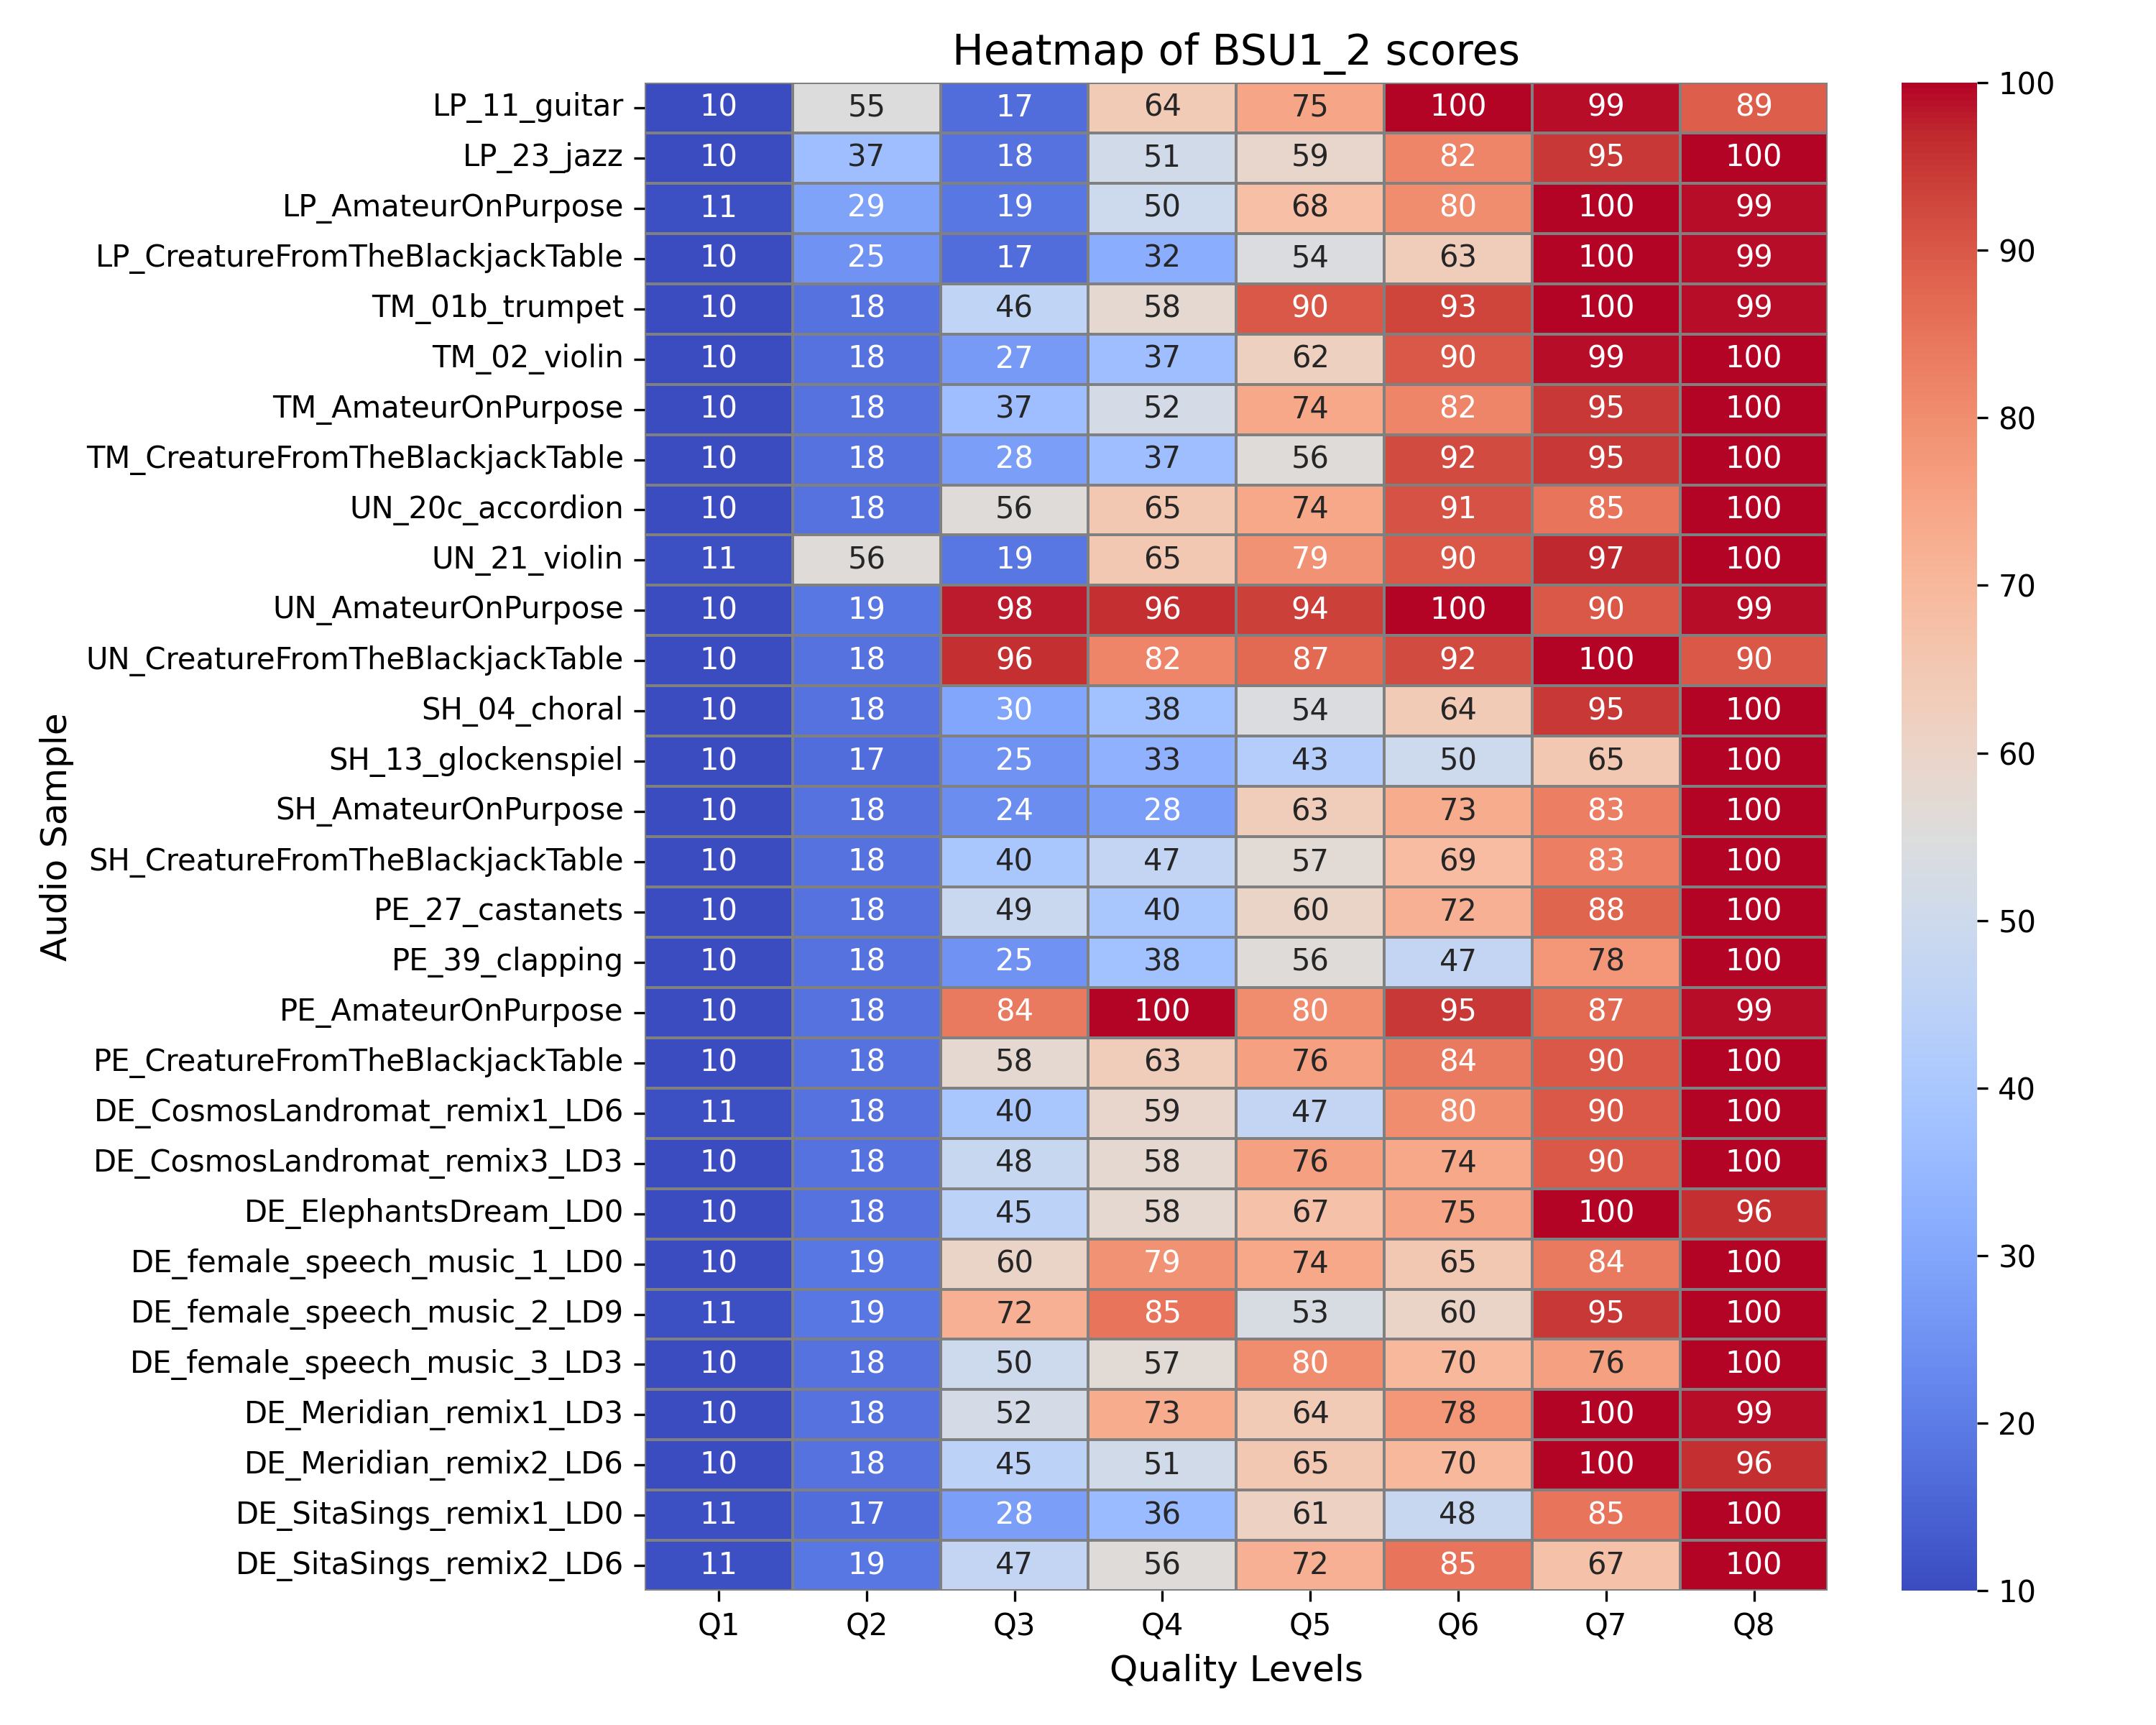 Heatmap of BSU1_2 scores
LP_11_guitar 10 55 17 64 75 100 99 89
LP_23_jazz 10 37 18 51 59 82 95 100
LP_AmateurOnPurpose 11 29 19 50 68 80 100 99
LP_CreatureFromTheBlackjackTable 10 25 17 32 54 63 100 99
TM_01b_trumpet 10 18 46 58 90 93 100 99
TM_02_violin 10 18 27 37 62 90 99 100
TM_AmateurOnPurpose 10 18 37 52 74 82 95 100
TM_CreatureFromTheBlackjackTable 10 18 28 37 56 92 95 100
UN_20c_accordion 10 18 56 65 74 91 85 100
UN_21_violin 11 56 19 65 79 90 97 100
UN_AmateurOnPurpose 10 19 98 96 94 100 90 99
UN_CreatureFromTheBlackjackTable 10 18 96 82 87 92 100 90
SH_04_choral 10 18 30 38 54 64 95 100
SH_13_glockenspiel 10 17 25 33 43 50 65 100
SH_AmateurOnPurpose 10 18 24 28 63 73 83 100
SH_CreatureFromTheBlackjackTable 10 18 40 47 57 69 83 100
PE_27_castanets 10 18 49 40 60 72 88 100
PE_39_clapping 10 18 25 38 56 47 78 100
PE_AmateurOnPurpose 10 18 84 100 80 95 87 99
PE_CreatureFromTheBlackjackTable 10 18 58 63 76 84 90 100
DE_CosmosLandromat_remix1_LD6 11 18 40 59 47 80 90 100
DE_CosmosLandromat_remix3_LD3 10 18 48 58 76 74 90 100
DE_ElephantsDream_LD0 10 18 45 58 67 75 100 96
DE_female_speech_music_1_LD0 10 19 60 79 74 65 84 100
DE_female_speech_music_2_LD9 11 19 72 85 53 60 95 100
DE_female_speech_music_3_LD3 10 18 50 57 80 70 76 100
DE_Meridian_remix1_LD3 10 18 52 73 64 78 100 99
DE_Meridian_remix2_LD6 10 18 45 51 65 70 100 96
DE_SitaSings_remix1_LD0 11 17 28 36 61 48 85 100
DE_SitaSings_remix2_LD6 11 19 47 56 72 85 67 100
Q1 Q2 Q3 Q4 Q5 Q6 Q7 Q8
Quality Levels
Audio Sample
100
90
80
70
60
50
40
30
20
10